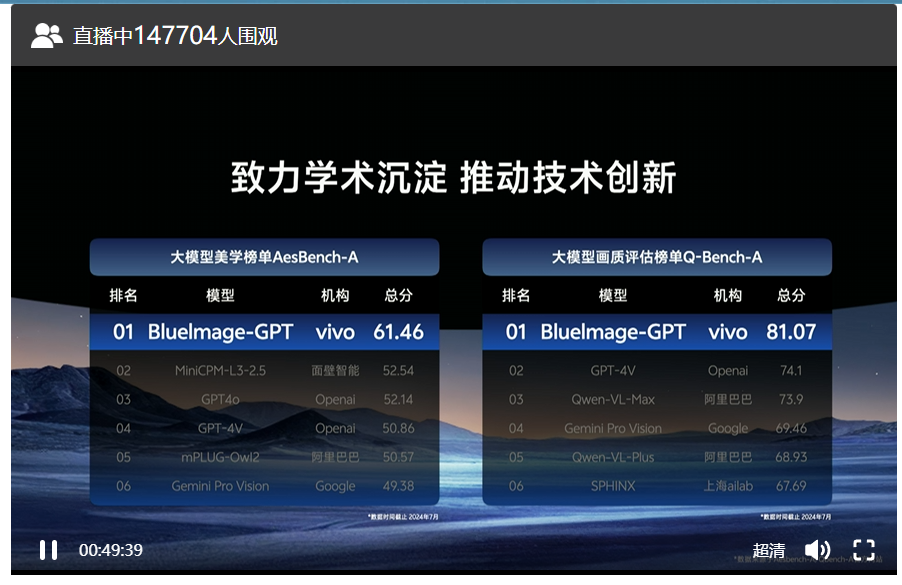 直播中147704人围观
致力学术沉淀 推动技术创新
大模型美学榜单AesBench-A
排名 模型 机构 总分
01 BlueImage-GPT vivo 61.46
02 MiniCPM-L3-2.5 面壁智能 52.54
03 GPT4o Openai 52.14
04 GPT-4V Openai 50.86
05 mPLUG-Owl2 阿里巴巴 50.57
06 Gemini Pro Vision Google 49.38
*数据时间截止 2024年7月
大模型画质评估榜单Q-Bench-A
排名 模型 机构 总分
01 BlueImage-GPT vivo 81.07
02 GPT-4V Openai 74.1
03 Qwen-VL-Max 阿里巴巴 73.9
04 Gemini Pro Vision Google 69.46
05 Qwen-VL-Plus 阿里巴巴 68.93
06 SPHINX 上海ailab 67.69
*数据时间截止 2024年7月
00:49:39
超清